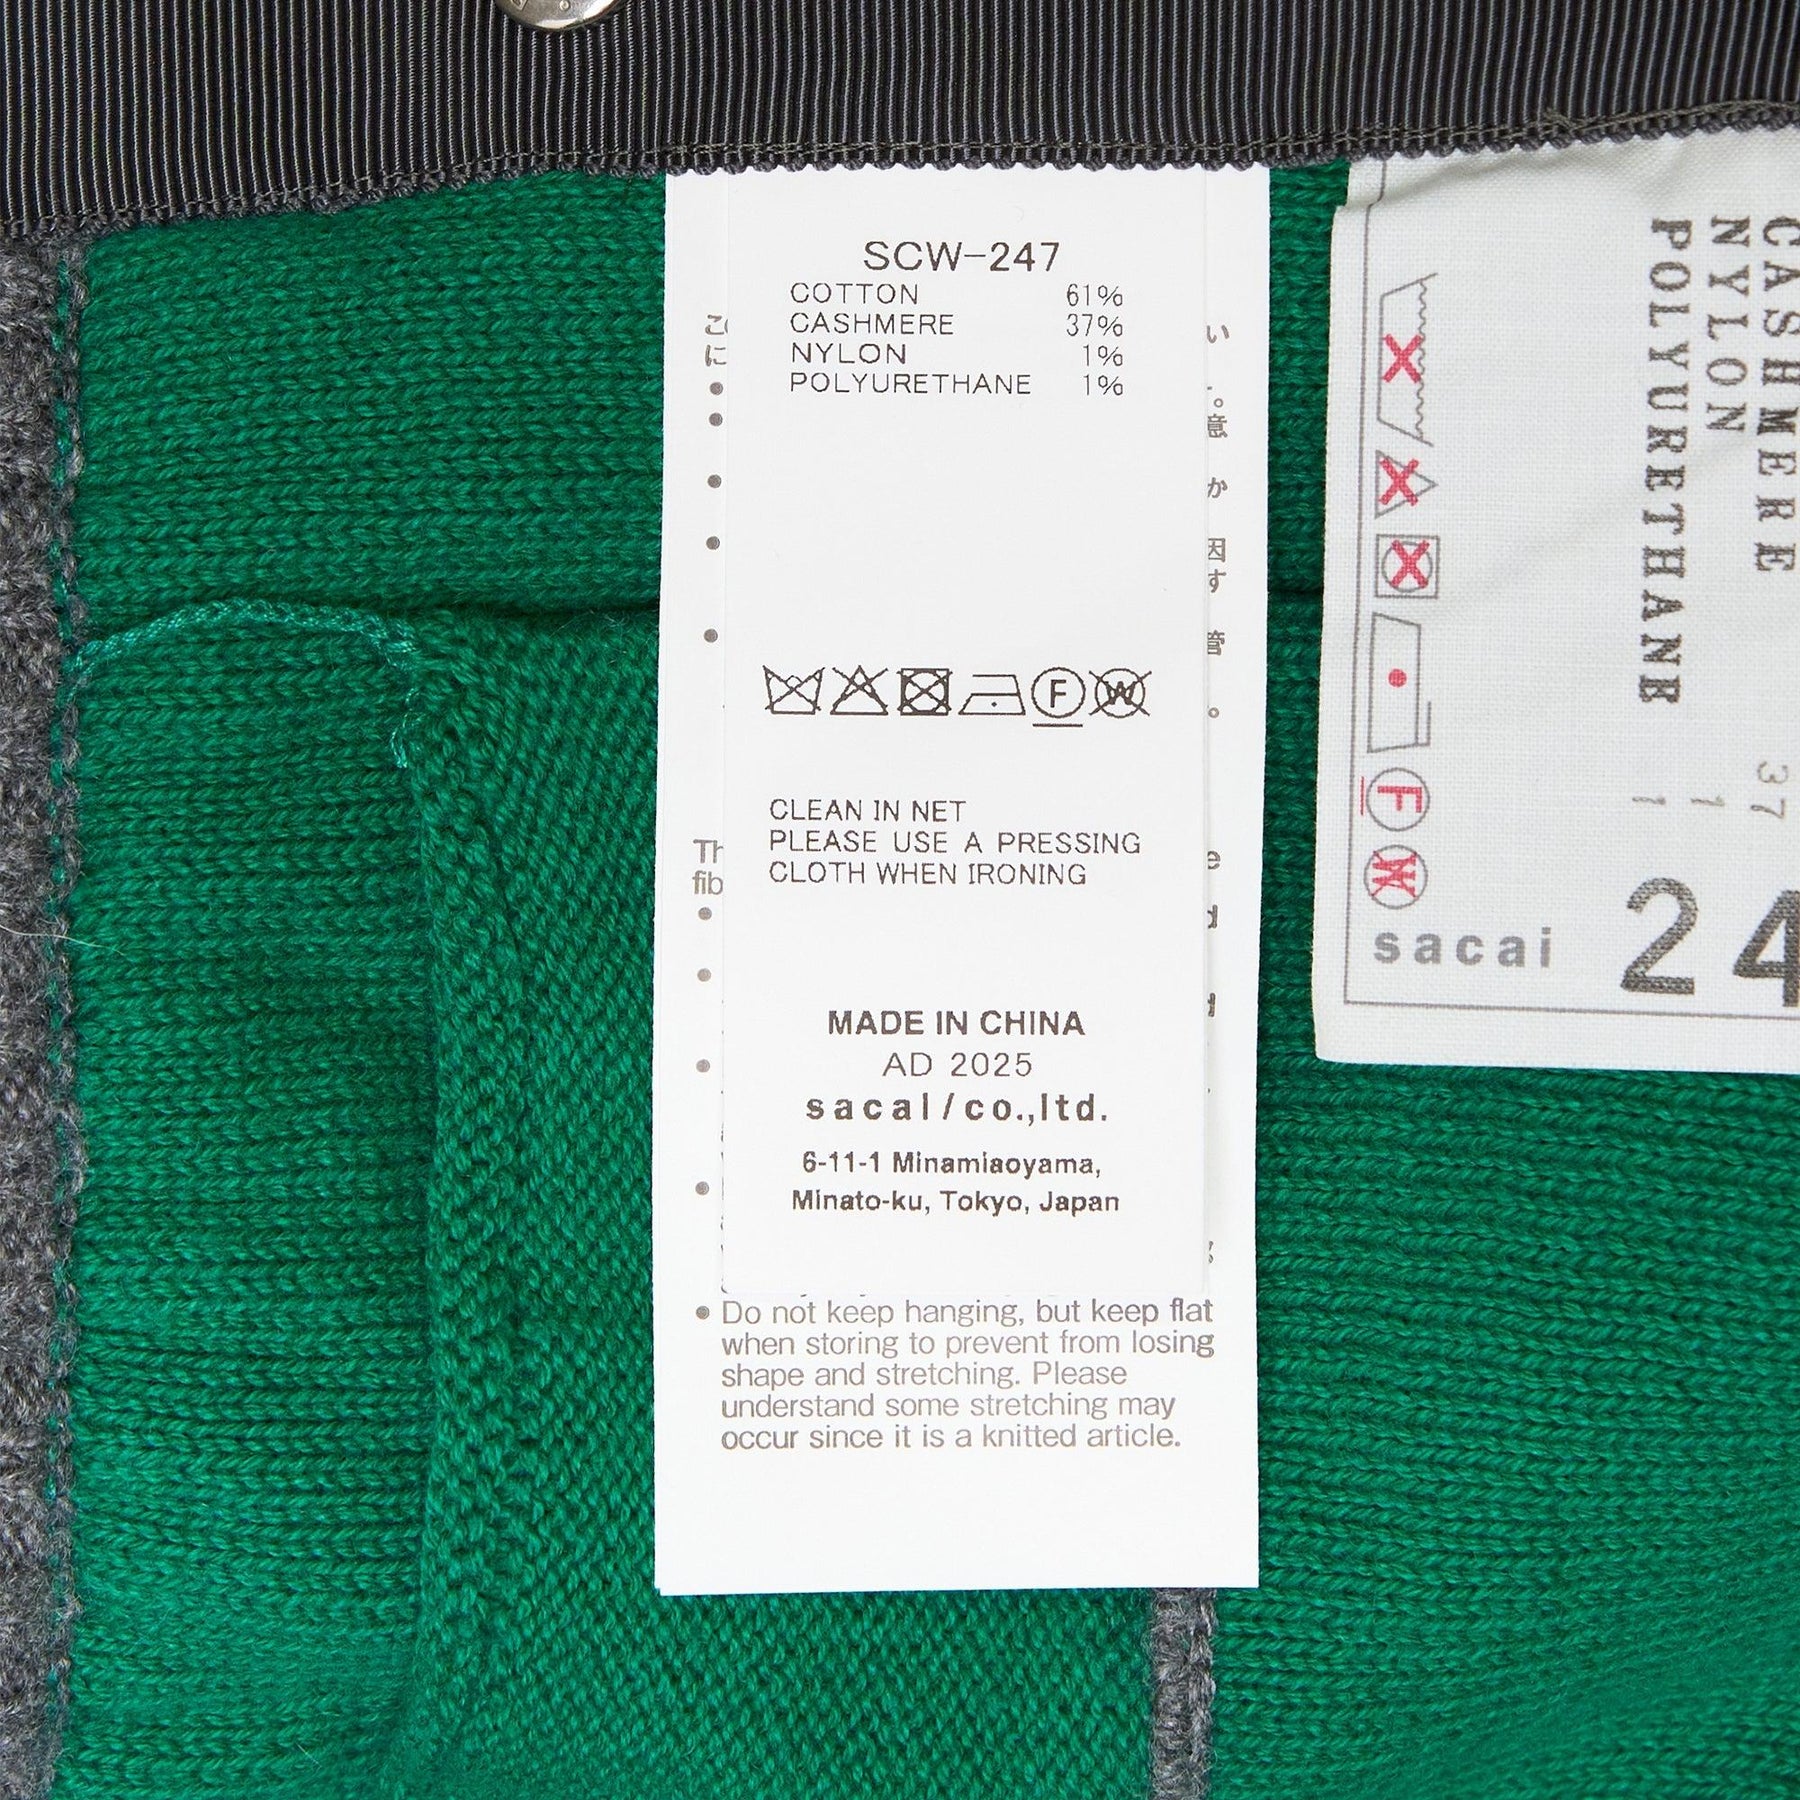 SCW-247
COTTON 61%
CASHMERE 37%
NYLON 1%
POLYURETHANE 1%
F
W
CLEAN IN NET
PLEASE USE A PRESSING
CLOTH WHEN IRONING
MADE IN CHINA
AD 2025
sacai/co.,ltd.
6-11-1 Minamiaoyama,
Minato-ku, Tokyo, Japan
• Do not keep hanging, but keep flat
when storing to prevent from losing
shape and stretching. Please
understand some stretching may
occur since it is a knitted article.
CASHMERE 37
NYLON 1
POLYURETHANE 1
F
W
sacai 24